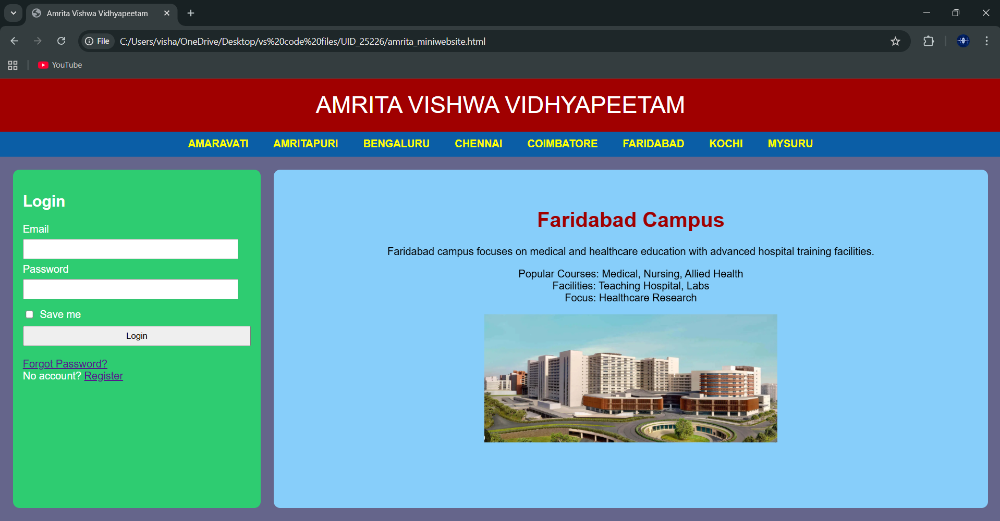 Amrita Vishwa Vidhyapeetam
File
C:/Users/visha/OneDrive/Desktop/vs%20code%20files/UID_25226/amrita_miniwebsite.html
YouTube
AMRITA VISHWA VIDHYAPEETAM
AMARAVATI AMRITAPURI BENGALURU CHENNAI COIMBATORE FARIDABAD KOCHI MYSURU
Login
Email
Password
Save me
Login
Forgot Password?
No account? Register
Faridabad Campus
Faridabad campus focuses on medical and healthcare education with advanced hospital training facilities.
Popular Courses: Medical, Nursing, Allied Health
Facilities: Teaching Hospital, Labs
Focus: Healthcare Research